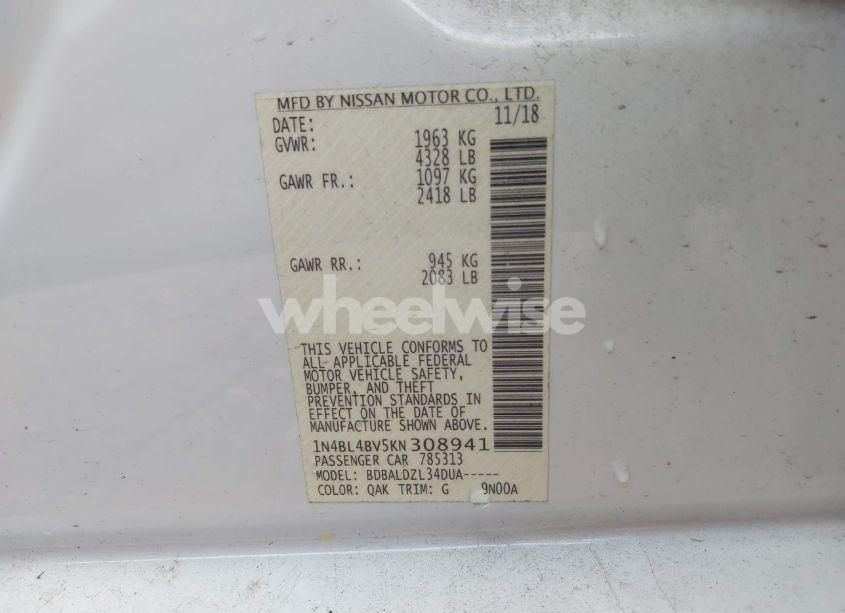 MFD BY NISSAN MOTOR CO., LTD.
DATE: 11/18
GVWR: 1963 KG
4328 LB
GAWR FR.: 1097 KG
2418 LB
GAWR RR.: 945 KG
2083 LB
wheelwise
THIS VEHICLE CONFORMS TO
ALL APPLICABLE FEDERAL
MOTOR VEHICLE SAFETY,
BUMPER, AND THEFT
PREVENTION STANDARDS IN
EFFECT ON THE DATE OF
MANUFACTURE SHOWN ABOVE.
1N4BL4BV5KN308941
PASSENGER CAR 785313
MODEL: BDBALDZL34DUA-----
COLOR: QAK TRIM: G 9N00A